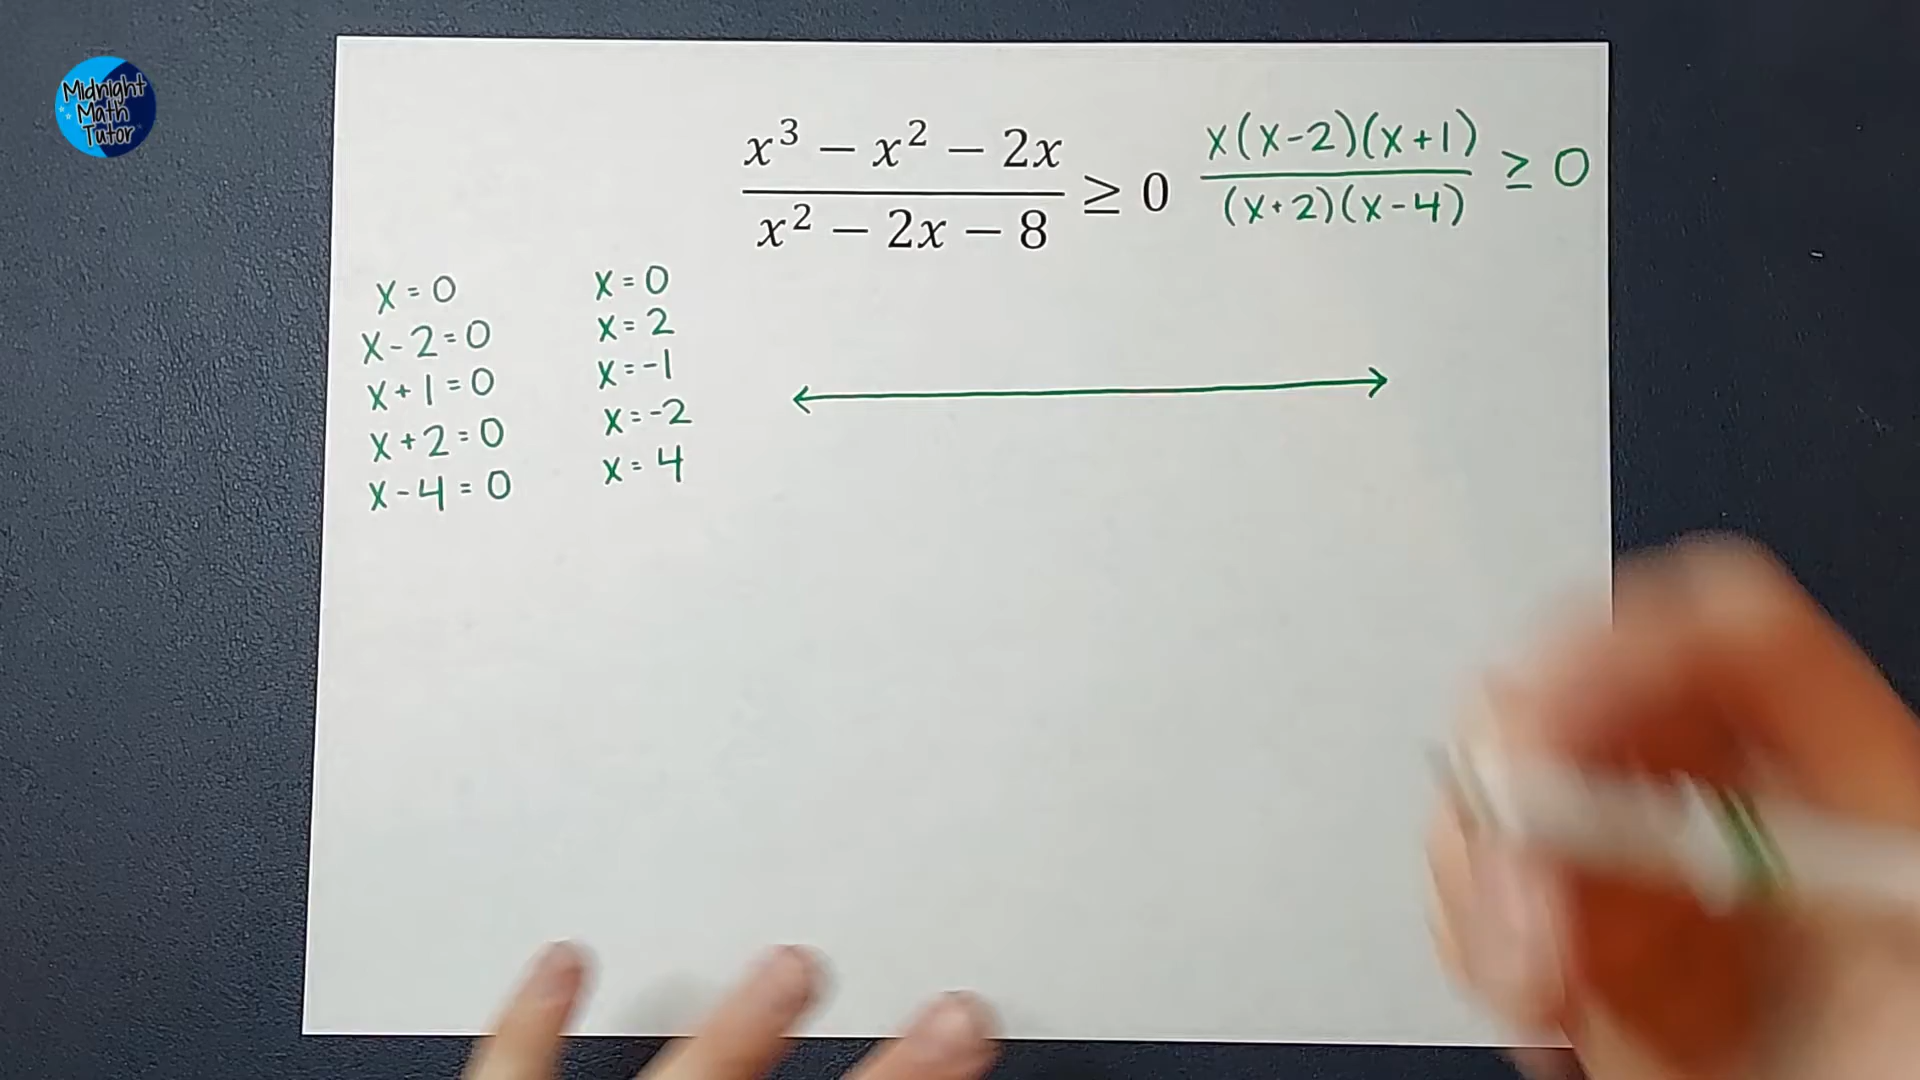 Midnight
Math
Tutor
x³ − x² − 2x
x² − 2x − 8
≥ 0
x(x-2)(x+1)
(x+2)(x-4)
≥ 0
x = 0
x - 2 = 0
x + 1 = 0
x + 2 = 0
x - 4 = 0
x = 0
x = 2
x = -1
x = -2
x = 4